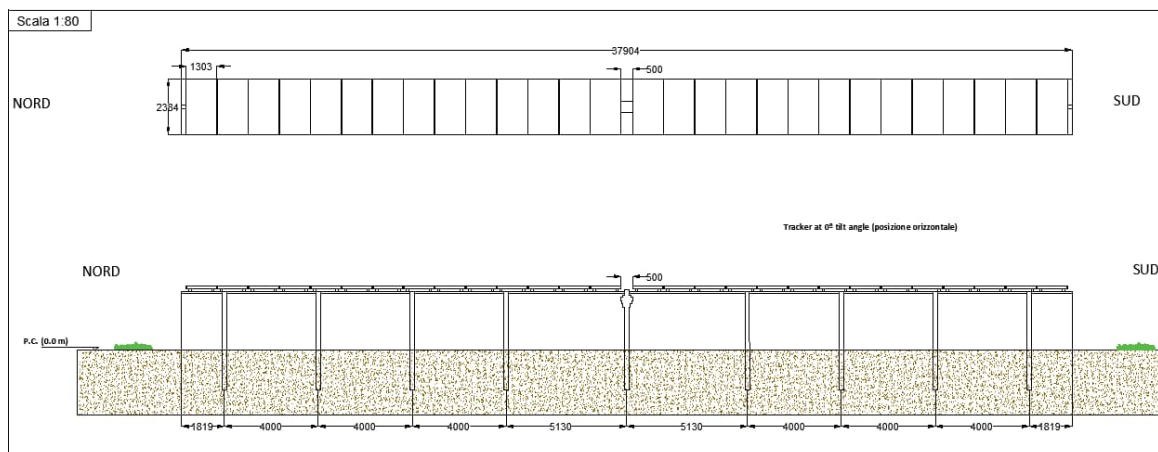 Scala 1:80
37904
1303
500
NORD
2384
SUD
Tracker at 0° tilt angle (posizione orizzontale)
NORD
500
SUD
P.C. (0.0 m)
1819 4000 4000 4000 5130 5130 4000 4000 4000 1819